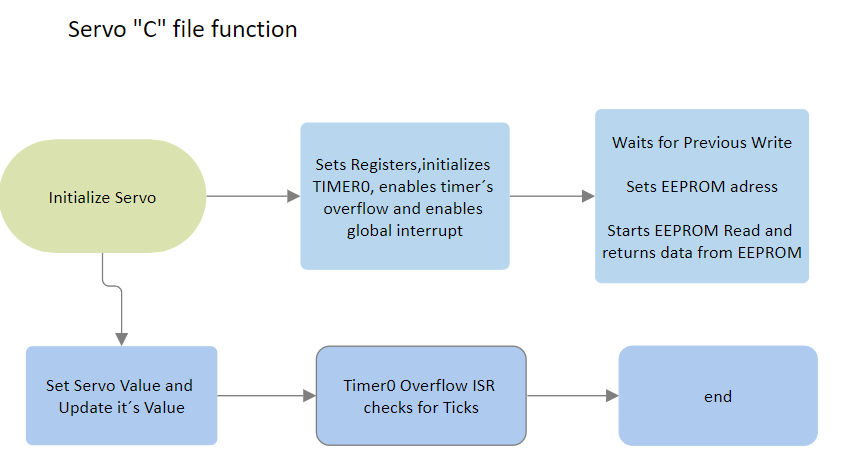 Servo "C" file function
Initialize Servo
Sets Registers,initializes
TIMER0, enables timer´s
overflow and enables
global interrupt
Waits for Previous Write
Sets EEPROM adress
Starts EEPROM Read and
returns data from EEPROM
Set Servo Value and
Update it´s Value
Timer0 Overflow ISR
checks for Ticks
end